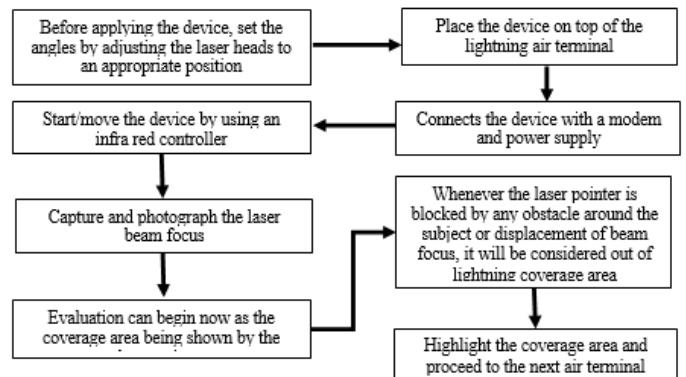 Before applying the device, set the
angles by adjusting the laser heads to
an appropriate position
Place the device on top of the
lightning air terminal
Connects the device with a modem
and power supply
Start/move the device by using an
infra red controller
Capture and photograph the laser
beam focus
Evaluation can begin now as the
coverage area being shown by the
Whenever the laser pointer is
blocked by any obstacle around the
subject or displacement of beam
focus, it will be considered out of
lightning coverage area
Highlight the coverage area and
proceed to the next air terminal